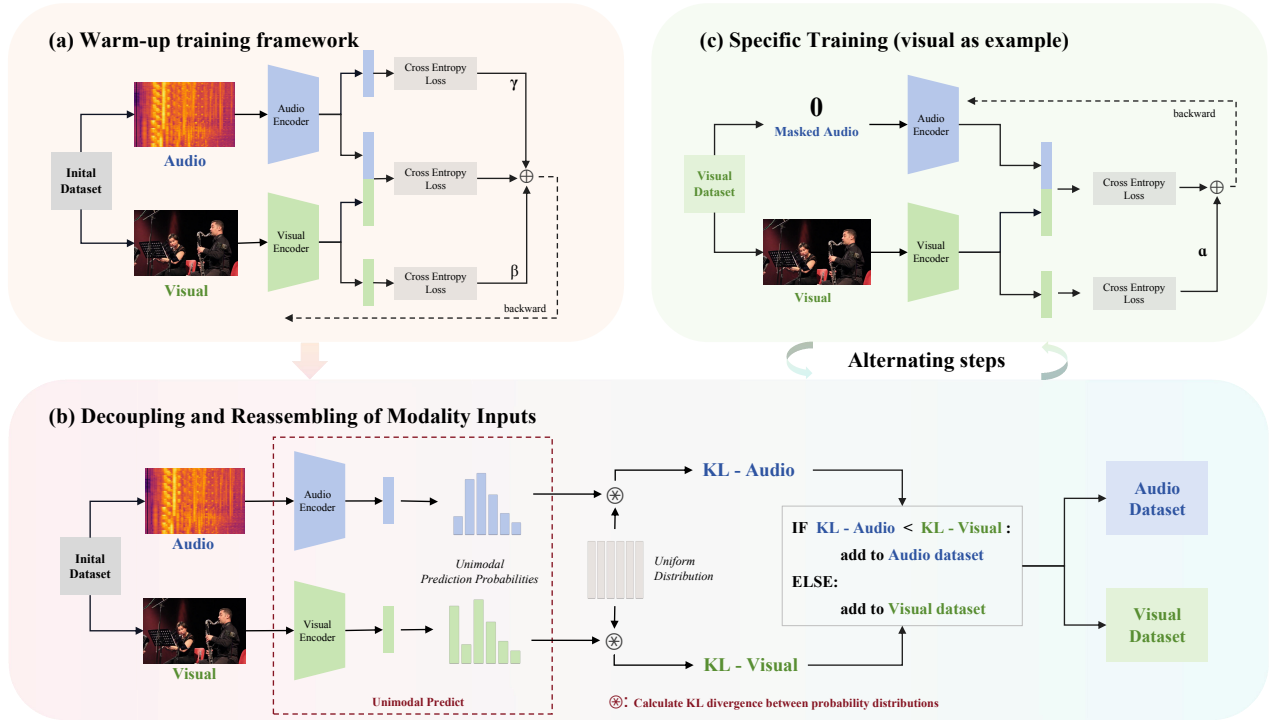 (a) Warm-up training framework
Inital
Dataset
Audio
Visual
Audio
Encoder
Visual
Encoder
Cross Entropy
Loss
Cross Entropy
Loss
Cross Entropy
Loss
γ
β
backward
(c) Specific Training (visual as example)
Visual
Dataset
0
Masked Audio
Visual
Audio
Encoder
Visual
Encoder
Cross Entropy
Loss
Cross Entropy
Loss
α
backward
Alternating steps
(b) Decoupling and Reassembling of Modality Inputs
Inital
Dataset
Audio
Visual
Audio
Encoder
Visual
Encoder
Unimodal
Prediction Probabilities
Unimodal Predict
Uniform
Distribution
KL - Audio
KL - Visual
IF KL - Audio < KL - Visual :
add to Audio dataset
ELSE:
add to Visual dataset
Audio
Dataset
Visual
Dataset
⊛: Calculate KL divergence between probability distributions